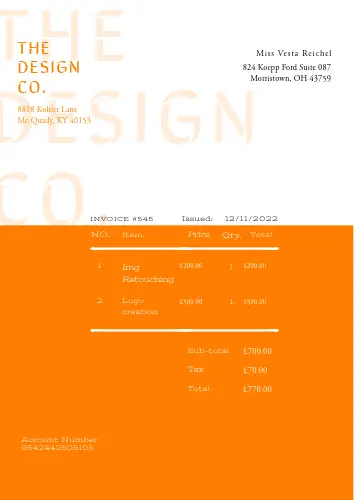 THE
DESIGN
CO.
THE
DESIGN
CO.
8818 Kohler Lane
Mc Quady, KY 40153
Miss Vesta Reichel
824 Koepp Ford Suite 087
Morristown, OH 43759
INVOICE #545 Issued: 12/11/2022
NO. Item Price Qty. Total
1 Img Retouching £200.00 1 £200.00
2 Logo creation £500.00 1 £500.00
Sub-total £700.00
Tax £70.00
Total £770.00
Account Number